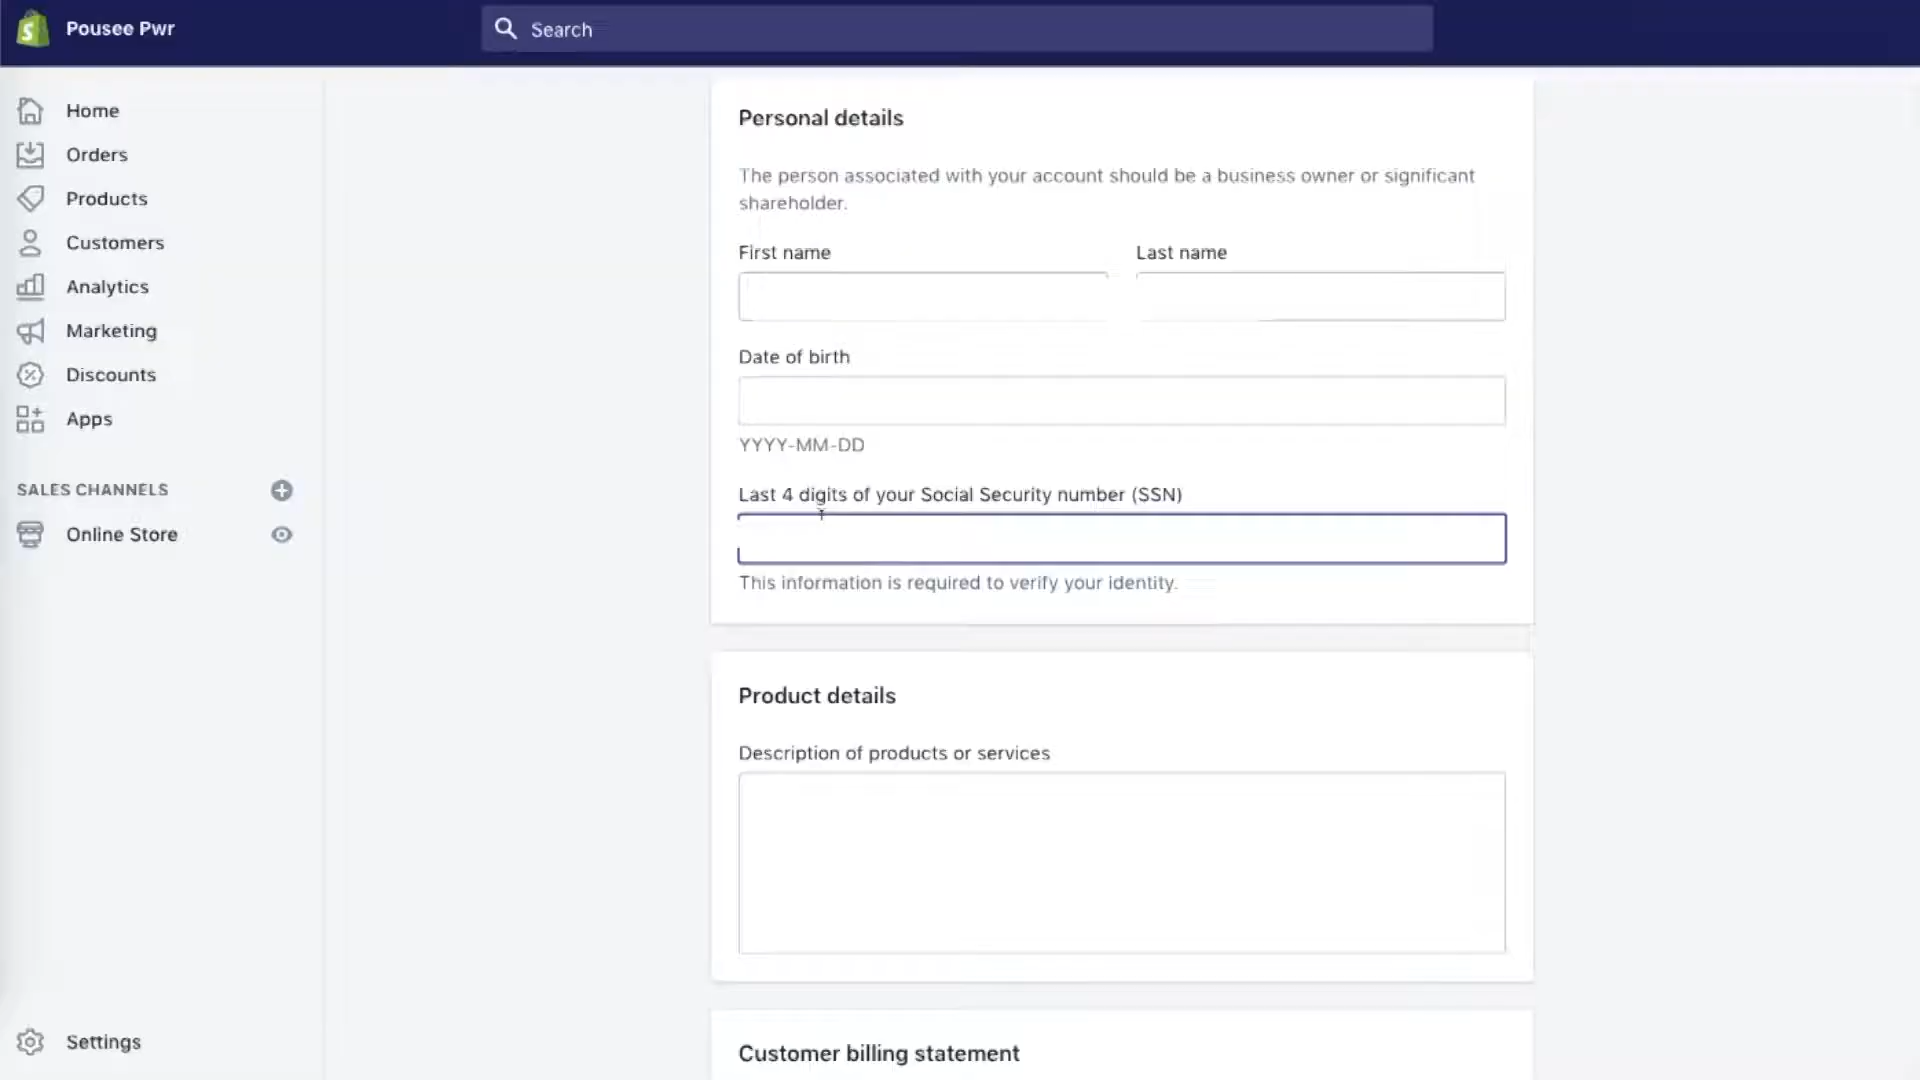 Pousee Pwr
Search
Home
Orders
Products
Customers
Analytics
Marketing
Discounts
Apps
SALES CHANNELS
Online Store
Settings
Personal details
The person associated with your account should be a business owner or significant
shareholder.
First name
Last name
Date of birth
YYYY-MM-DD
Last 4 digits of your Social Security number (SSN)
This information is required to verify your identity.
Product details
Description of products or services
Customer billing statement